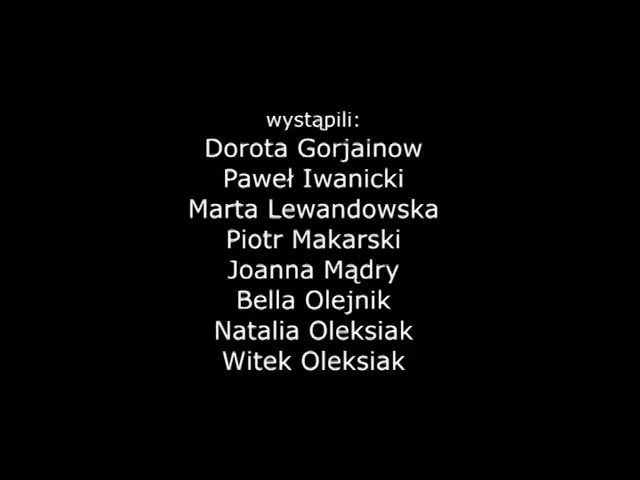 wystąpili:
Dorota Gorjainow
Paweł Iwanicki
Marta Lewandowska
Piotr Makarski
Joanna Mądry
Bella Olejnik
Natalia Oleksiak
Witek Oleksiak